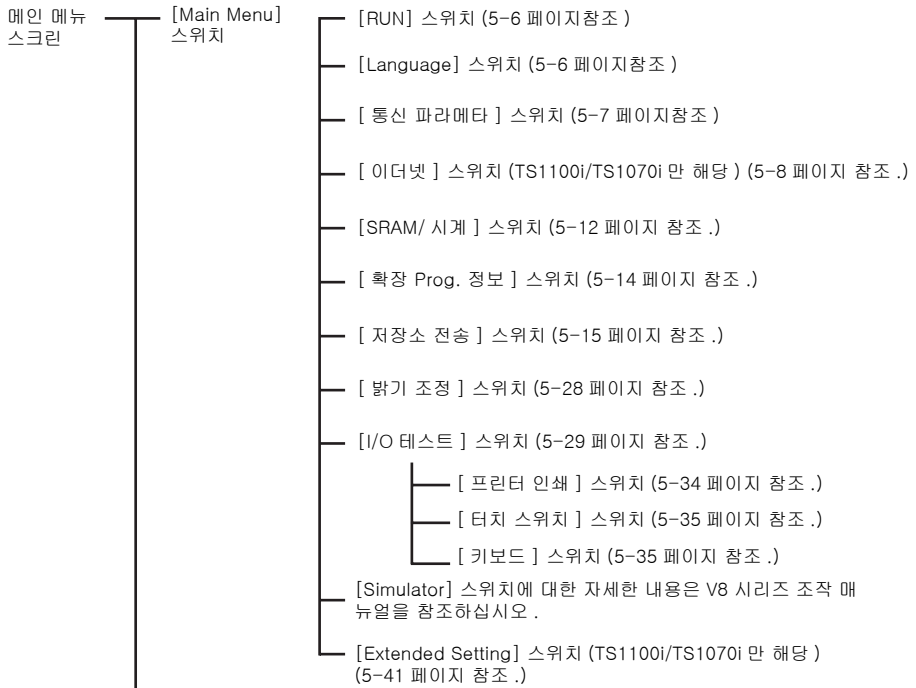 메인 메뉴
스크린
[Main Menu]
스위치
[RUN] 스위치 (5-6 페이지참조 )
[Language] 스위치 (5-6 페이지참조 )
[ 통신 파라메타 ] 스위치 (5-7 페이지참조 )
[ 이더넷 ] 스위치 (TS1100i/TS1070i 만 해당 ) (5-8 페이지 참조 .)
[SRAM/ 시계 ] 스위치 (5-12 페이지 참조 .)
[ 확장 Prog. 정보 ] 스위치 (5-14 페이지 참조 .)
[ 저장소 전송 ] 스위치 (5-15 페이지 참조 .)
[ 밝기 조정 ] 스위치 (5-28 페이지 참조 .)
[I/O 테스트 ] 스위치 (5-29 페이지 참조 .)
[ 프린터 인쇄 ] 스위치 (5-34 페이지 참조 .)
[ 터치 스위치 ] 스위치 (5-35 페이지 참조 .)
[ 키보드 ] 스위치 (5-35 페이지 참조 .)
[Simulator] 스위치에 대한 자세한 내용은 V8 시리즈 조작 매
뉴얼을 참조하십시오 .
[Extended Setting] 스위치 (TS1100i/TS1070i 만 해당 )
(5-41 페이지 참조 .)